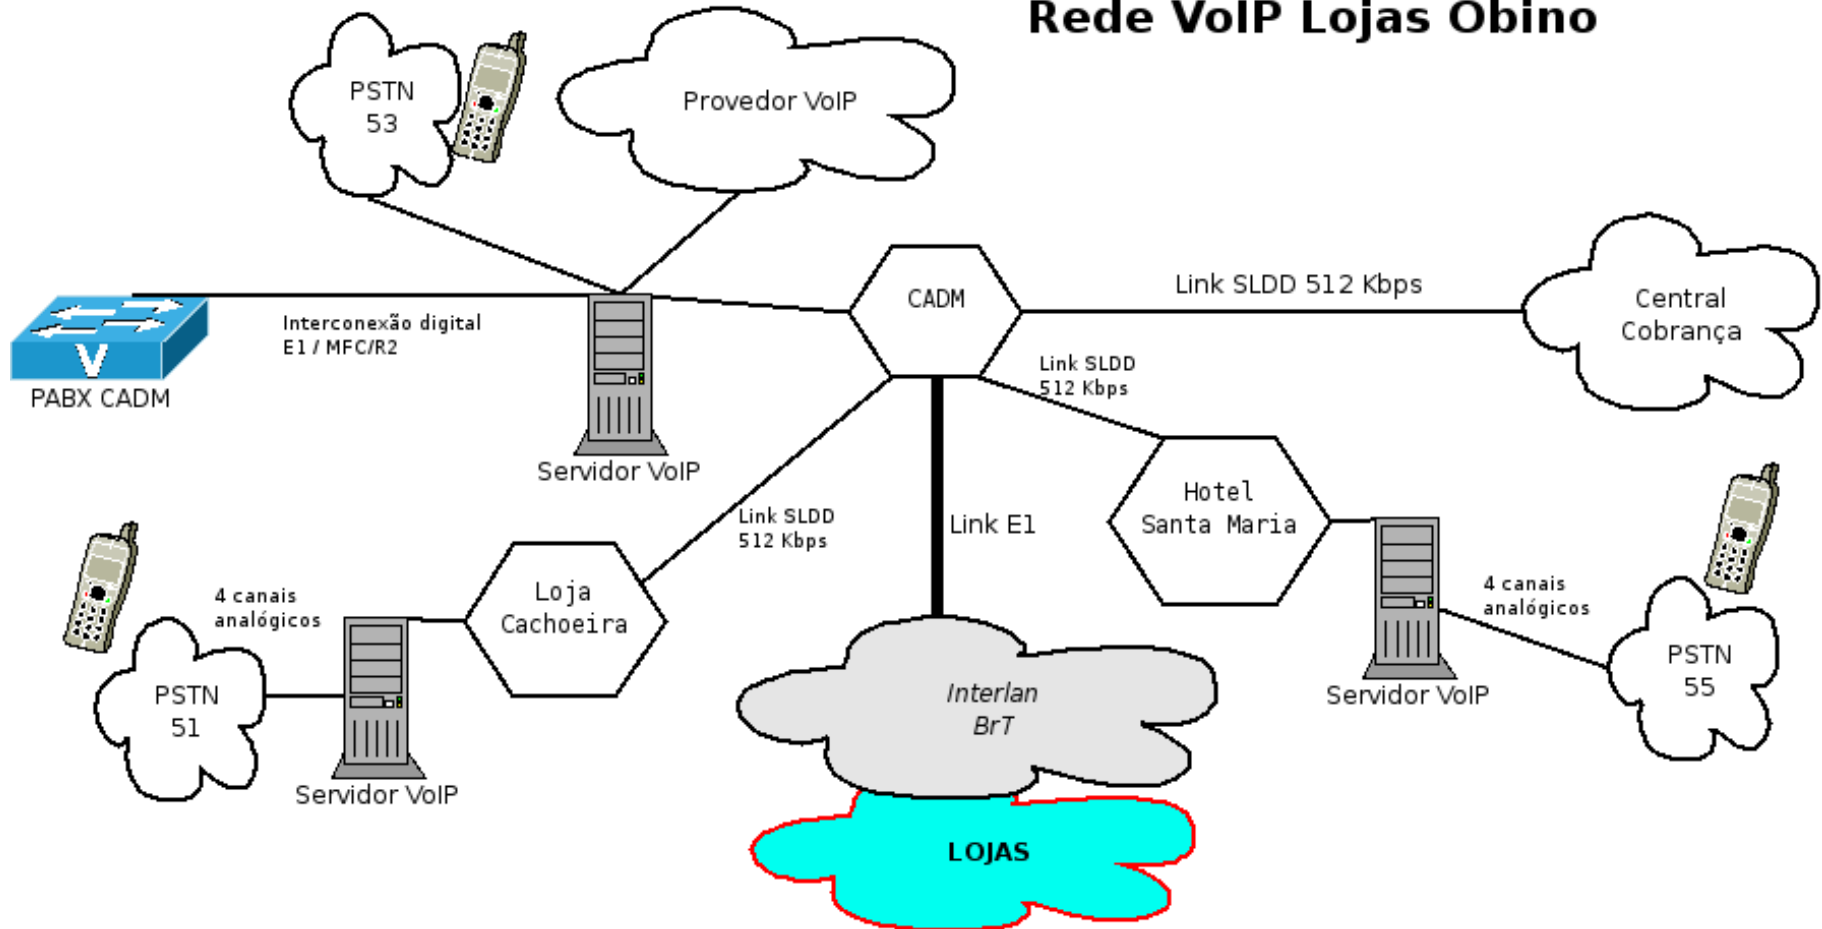 Rede VoIP Lojas Obino
PSTN
53
Provedor VoIP
CADM
Link SLDD 512 Kbps
Central
Cobrança
Interconexão digital
E1 / MFC/R2
V
PABX CADM
Servidor VoIP
Link SLDD
512 Kbps
Link SLDD
512 Kbps
Link E1
Hotel
Santa Maria
4 canais
analógicos
PSTN
55
Servidor VoIP
4 canais
analógicos
Loja
Cachoeira
PSTN
51
Servidor VoIP
Interlan
BrT
LOJAS